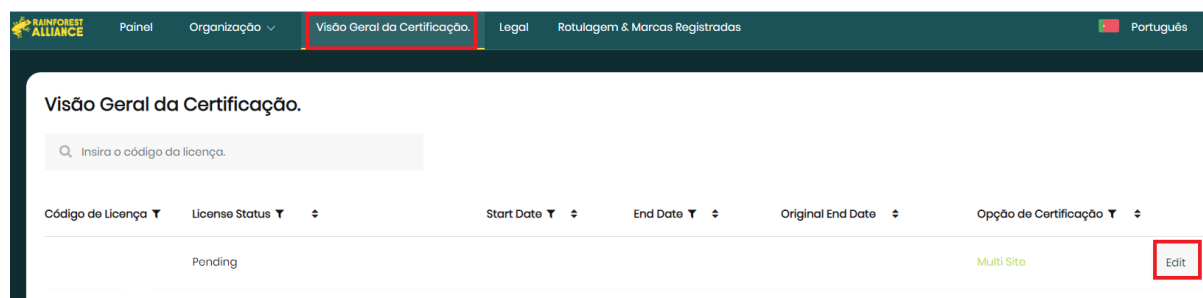 RAINFOREST
ALLIANCE
Painel Organização Visão Geral da Certificação. Legal Rotulagem & Marcas Registradas Português
Visão Geral da Certificação.
Insira o código da licença.
Código de Licença License Status Start Date End Date Original End Date Opção de Certificação
Pending Multi Site Edit